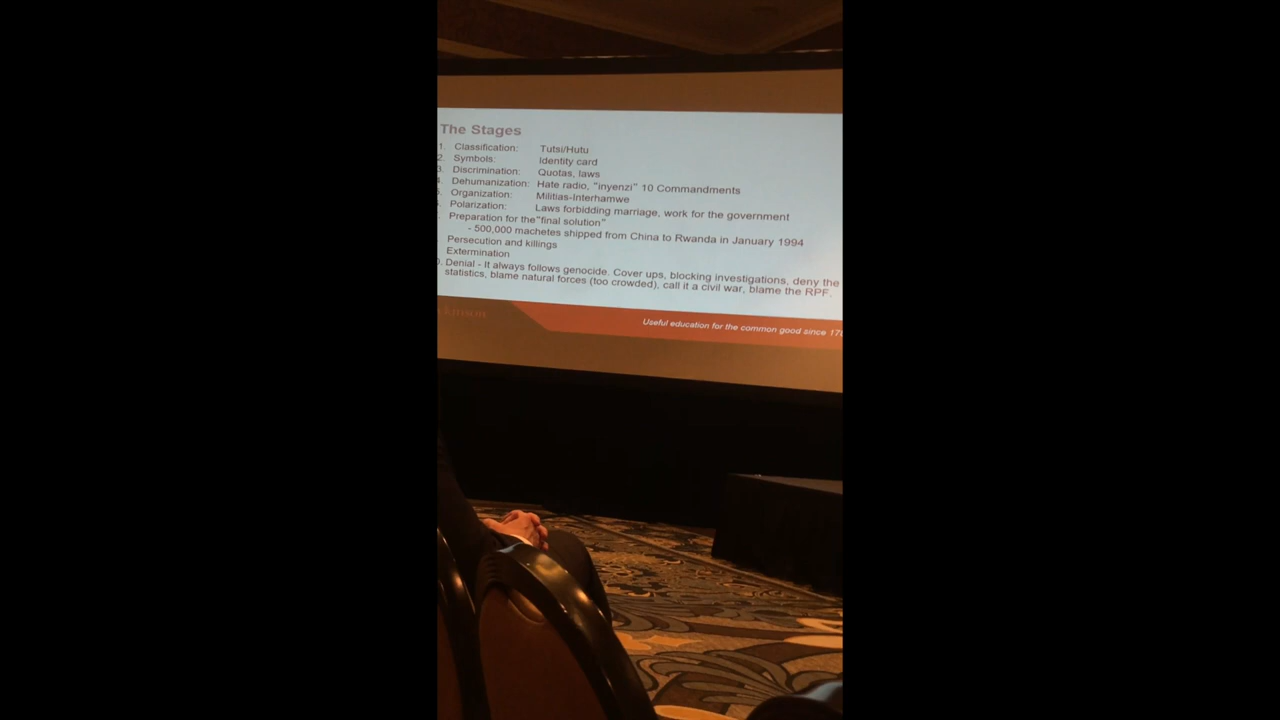 The Stages
1. Classification: Tutsi/Hutu
2. Symbols: Identity card
3. Discrimination: Quotas, laws
4. Dehumanization: Hate radio, "inyenzi" 10 Commandments
Organization: Militias-Interhamwe
Polarization: Laws forbidding marriage, work for the government
Preparation for the"final solution"
- 500,000 machetes shipped from China to Rwanda in January 1994
Persecution and killings
Extermination
0. Denial - It always follows genocide. Cover ups, blocking investigations, deny the
statistics, blame natural forces (too crowded), call it a civil war, blame the RPF.
Useful education for the common good since 17